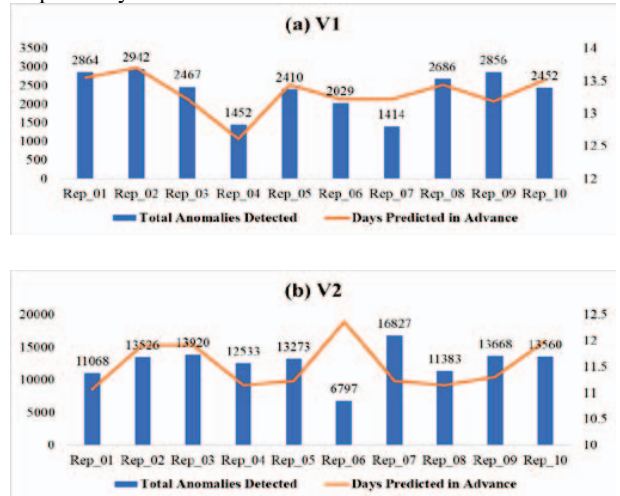 (a) V1
3500 14
3000 13.5
2500 13
2000 12.5
1500 12
1000
500
0
2864 2942 2467 1452 2410 2029 1414 2686 2856 2452
Rep_01 Rep_02 Rep_03 Rep_04 Rep_05 Rep_06 Rep_07 Rep_08 Rep_09 Rep_10
Total Anomalies Detected Days Predicted in Advance
(b) V2
20000 12.5
15000 12
10000 11.5
5000 11
0 10.5
10
11068 13526 13920 12533 13273 6797 16827 11383 13668 13560
Rep_01 Rep_02 Rep_03 Rep_04 Rep_05 Rep_06 Rep_07 Rep_08 Rep_09 Rep_10
Total Anomalies Detected Days Predicted in Advance